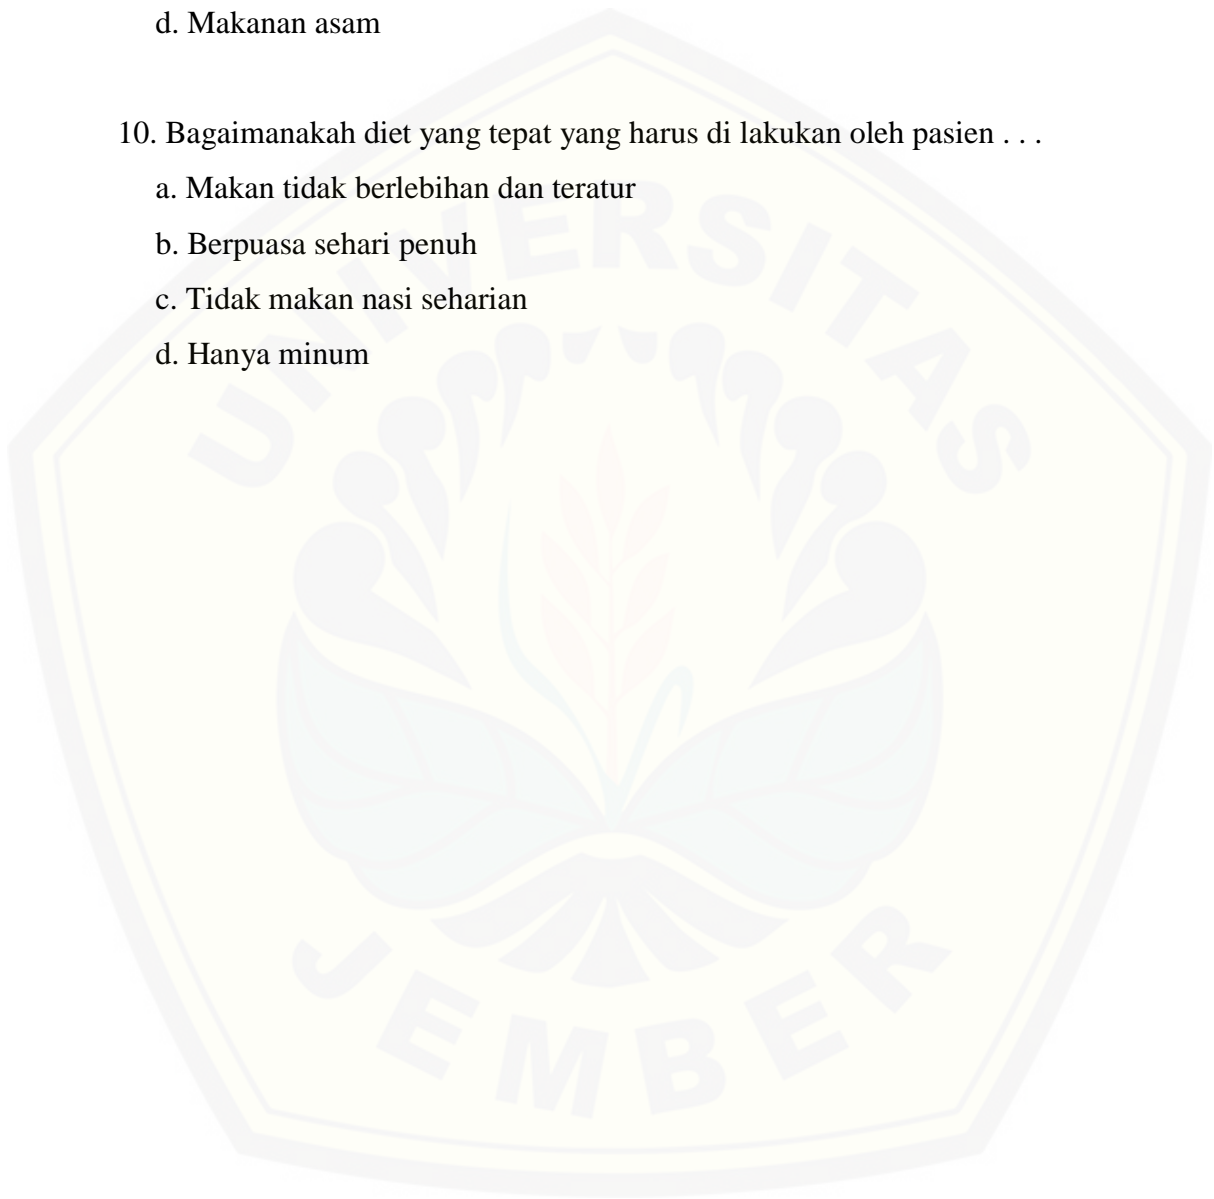 d. Makanan asam
10. Bagaimanakah diet yang tepat yang harus di lakukan oleh pasien . . .
a. Makan tidak berlebihan dan teratur
b. Berpuasa sehari penuh
c. Tidak makan nasi seharian
d. Hanya minum
UNIVERSITAS
JEMBER